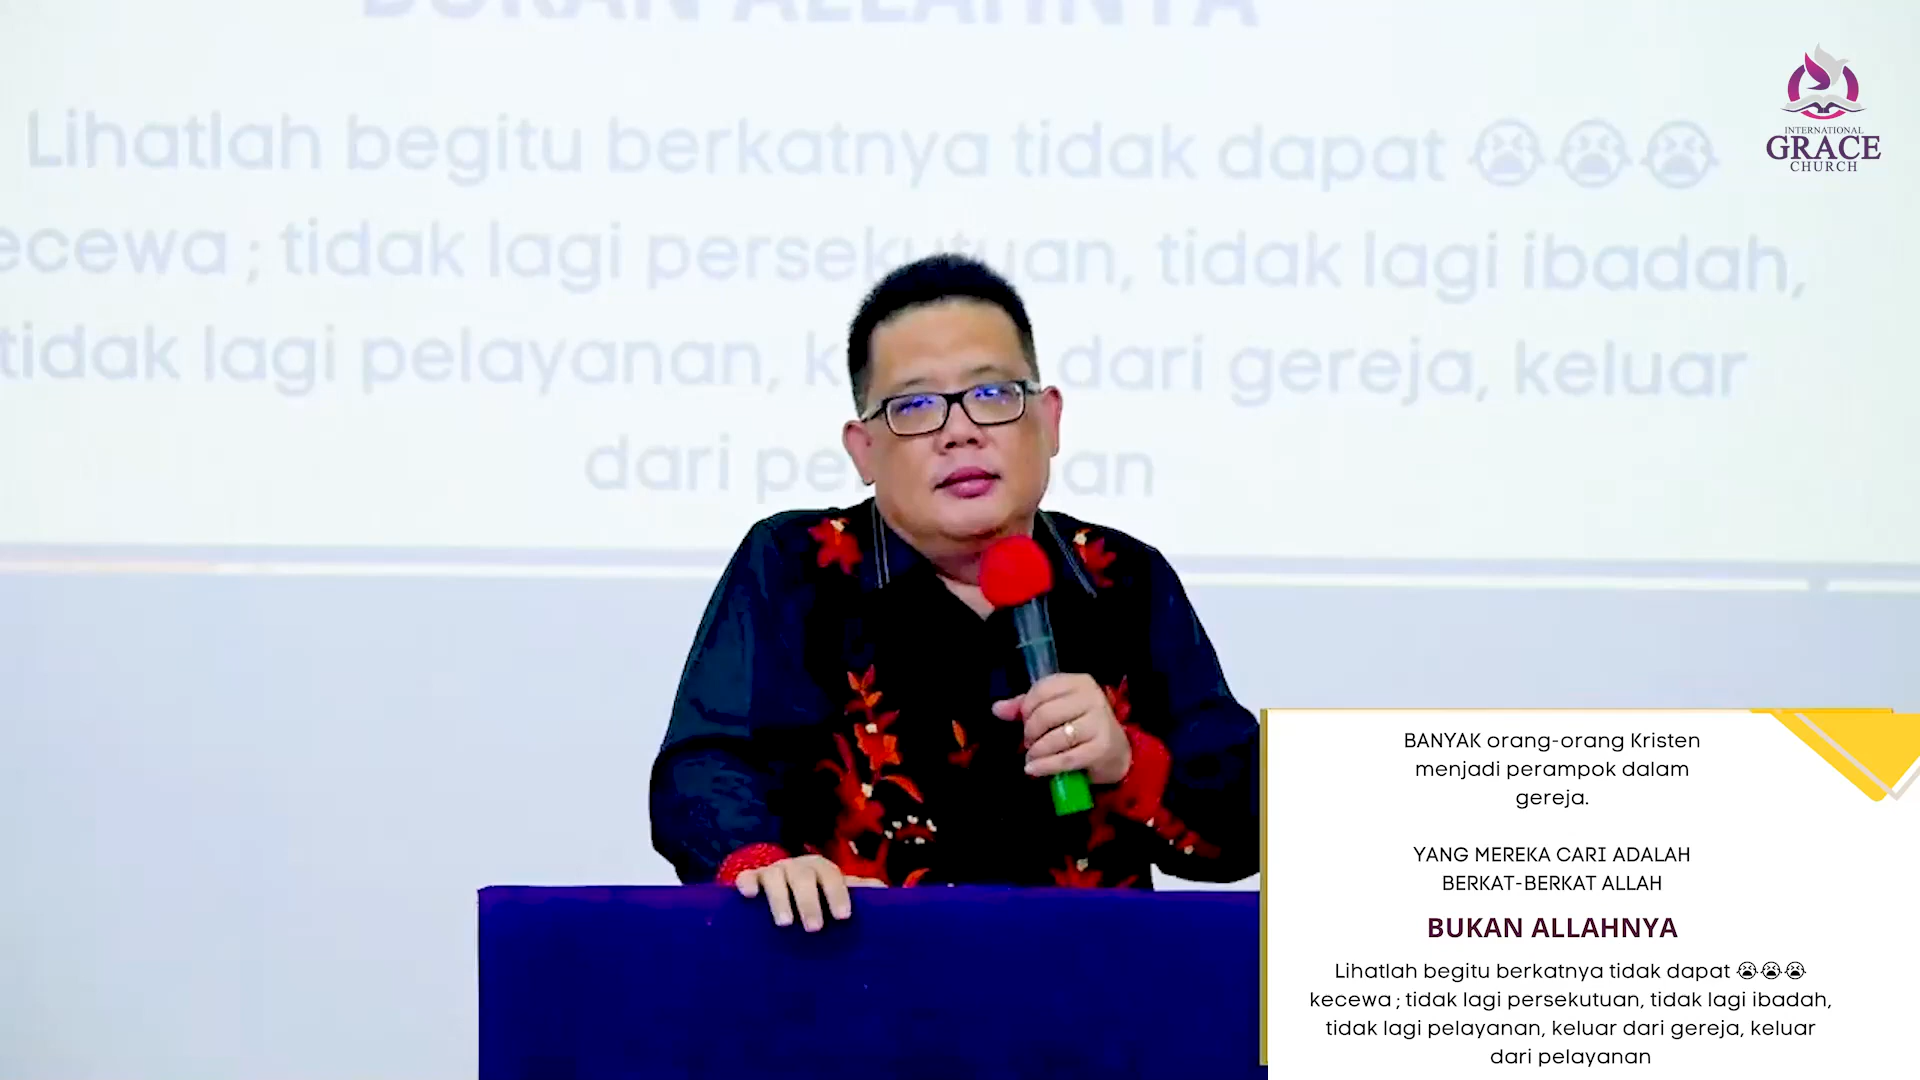 BUKAN ALLAHNYA
Lihatlah begitu berkatnya tidak dapat 😭😭😭
ecewa ; tidak lagi persekutuan, tidak lagi ibadah,
tidak lagi pelayanan, k dari gereja, keluar
dari pe an
INTERNATIONAL
GRACE
CHURCH
BANYAK orang-orang Kristen
menjadi perampok dalam
gereja.
YANG MEREKA CARI ADALAH
BERKAT-BERKAT ALLAH
BUKAN ALLAHNYA
Lihatlah begitu berkatnya tidak dapat 😭😭😭
kecewa ; tidak lagi persekutuan, tidak lagi ibadah,
tidak lagi pelayanan, keluar dari gereja, keluar
dari pelayanan